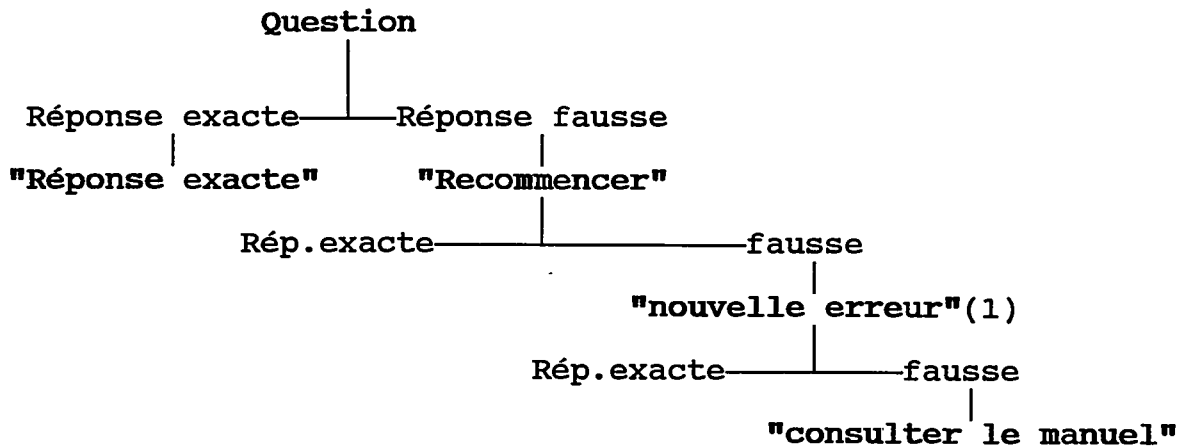 Question
Réponse exacte Réponse fausse
"Réponse exacte" "Recommencer"
Rép.exacte fausse
"nouvelle erreur"(1)
Rép.exacte fausse
"consulter le manuel"